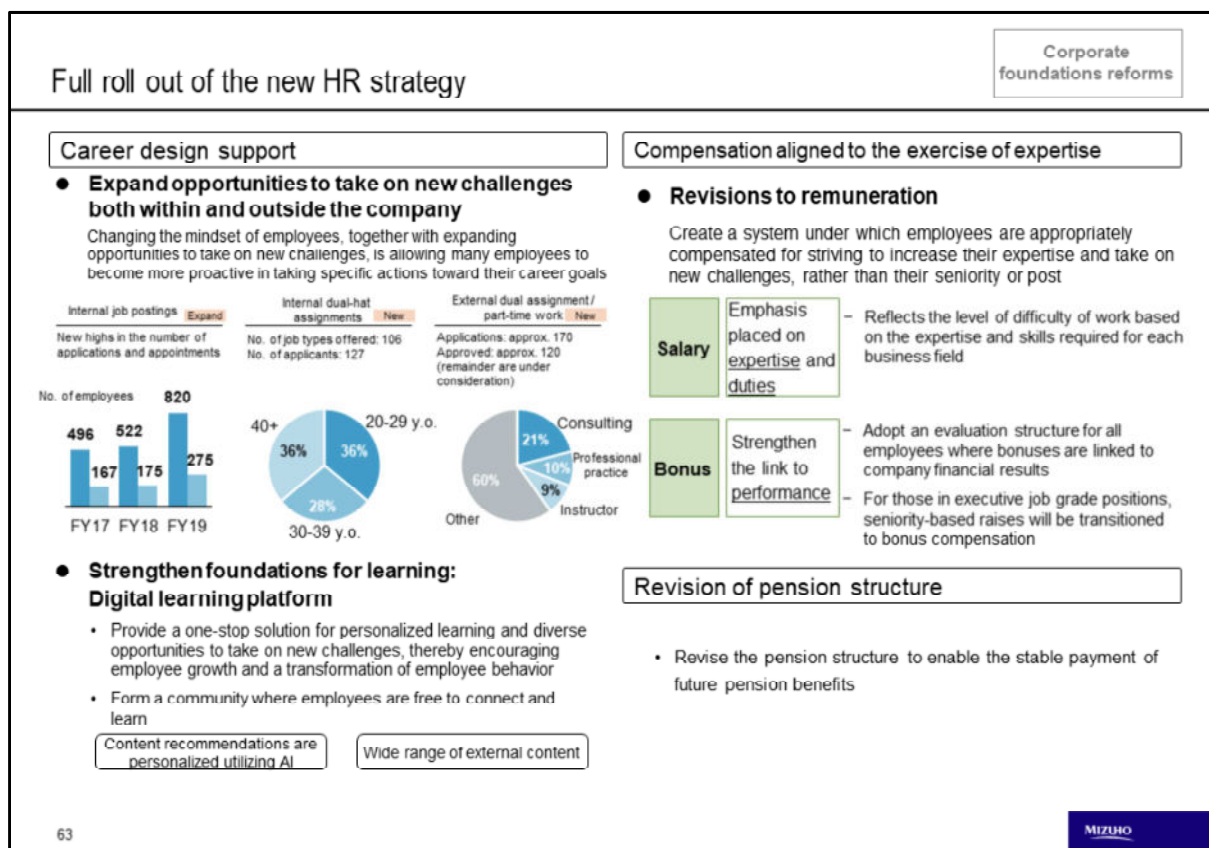 Corporate
foundations reforms
Full roll out of the new HR strategy
Career design support
● Expand opportunities to take on new challenges
both within and outside the company
Changing the mindset of employees, together with expanding
opportunities to take on new challenges, is allowing many employees to
become more proactive in taking specific actions toward their career goals
Internal job postings Expand
New highs in the number of
applications and appointments
No. of employees
496
167
522
175
820
275
FY17 FY18 FY19
Internal dual-hat
assignments New
No. of job types offered: 106
No. of applicants: 127
40+
36%
20-29 y.o.
36%
28%
30-39 y.o.
External dual assignment/
part-time work New
Applications: approx. 170
Approved: approx. 120
(remainder are under
consideration)
Consulting
21%
Professional
practice
10%
9%
Instructor
60%
Other
● Strengthen foundations for learning:
Digital learning platform
• Provide a one-stop solution for personalized learning and diverse
opportunities to take on new challenges, thereby encouraging
employee growth and a transformation of employee behavior
• Form a community where employees are free to connect and
learn
Content recommendations are
personalized utilizing AI
Wide range of external content
Compensation aligned to the exercise of expertise
● Revisions to remuneration
Create a system under which employees are appropriately
compensated for striving to increase their expertise and take on
new challenges, rather than their seniority or post
Salary
Emphasis
placed on
expertise and
duties
– Reflects the level of difficulty of work based
on the expertise and skills required for each
business field
Bonus
Strengthen
the link to
performance
– Adopt an evaluation structure for all
employees where bonuses are linked to
company financial results
– For those in executive job grade positions,
seniority-based raises will be transitioned
to bonus compensation
Revision of pension structure
• Revise the pension structure to enable the stable payment of
future pension benefits
63
MIZUHO